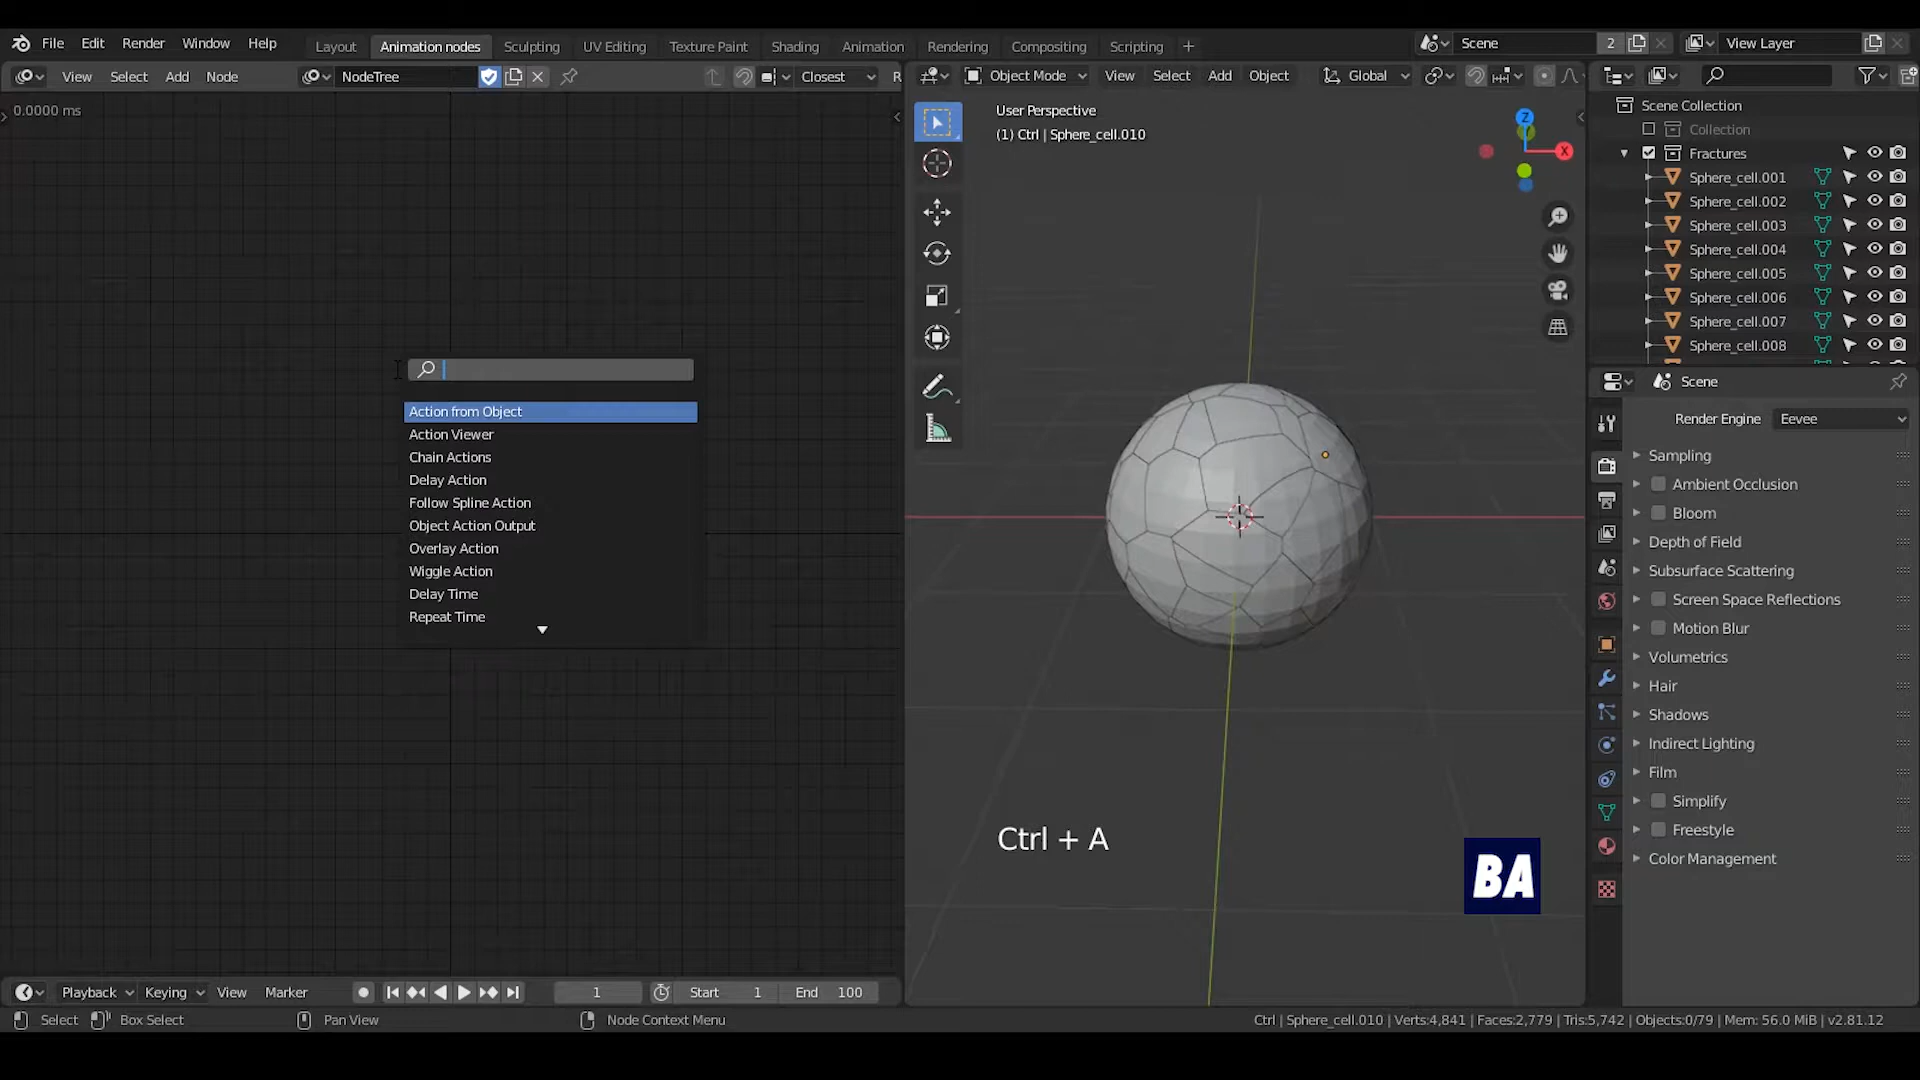 File Edit Render Window Help Layout Animation nodes Sculpting UV Editing Texture Paint Shading Animation Rendering Compositing Scripting Scene 2 View Layer
View Select Add Node NodeTree Closest R Object Mode View Select Add Object Global
0.0000 ms
User Perspective
(1) Ctrl | Sphere_cell.010
Z
X
Scene Collection
Collection
Fractures
Sphere_cell.001
Sphere_cell.002
Sphere_cell.003
Sphere_cell.004
Sphere_cell.005
Sphere_cell.006
Sphere_cell.007
Sphere_cell.008
Action from Object
Action Viewer
Chain Actions
Delay Action
Follow Spline Action
Object Action Output
Overlay Action
Wiggle Action
Delay Time
Repeat Time
Scene
Render Engine Eevee
Sampling
Ambient Occlusion
Bloom
Depth of Field
Subsurface Scattering
Screen Space Reflections
Motion Blur
Volumetrics
Hair
Shadows
Indirect Lighting
Film
Simplify
Freestyle
Color Management
Ctrl + A
BA
Playback Keying View Marker 1 Start 1 End 100
Select Box Select Pan View Node Context Menu Ctrl | Sphere_cell.010 | Verts:4,841 | Faces:2,779 | Tris:5,742 | Objects:0/79 | Mem: 56.0 MiB | v2.81.12